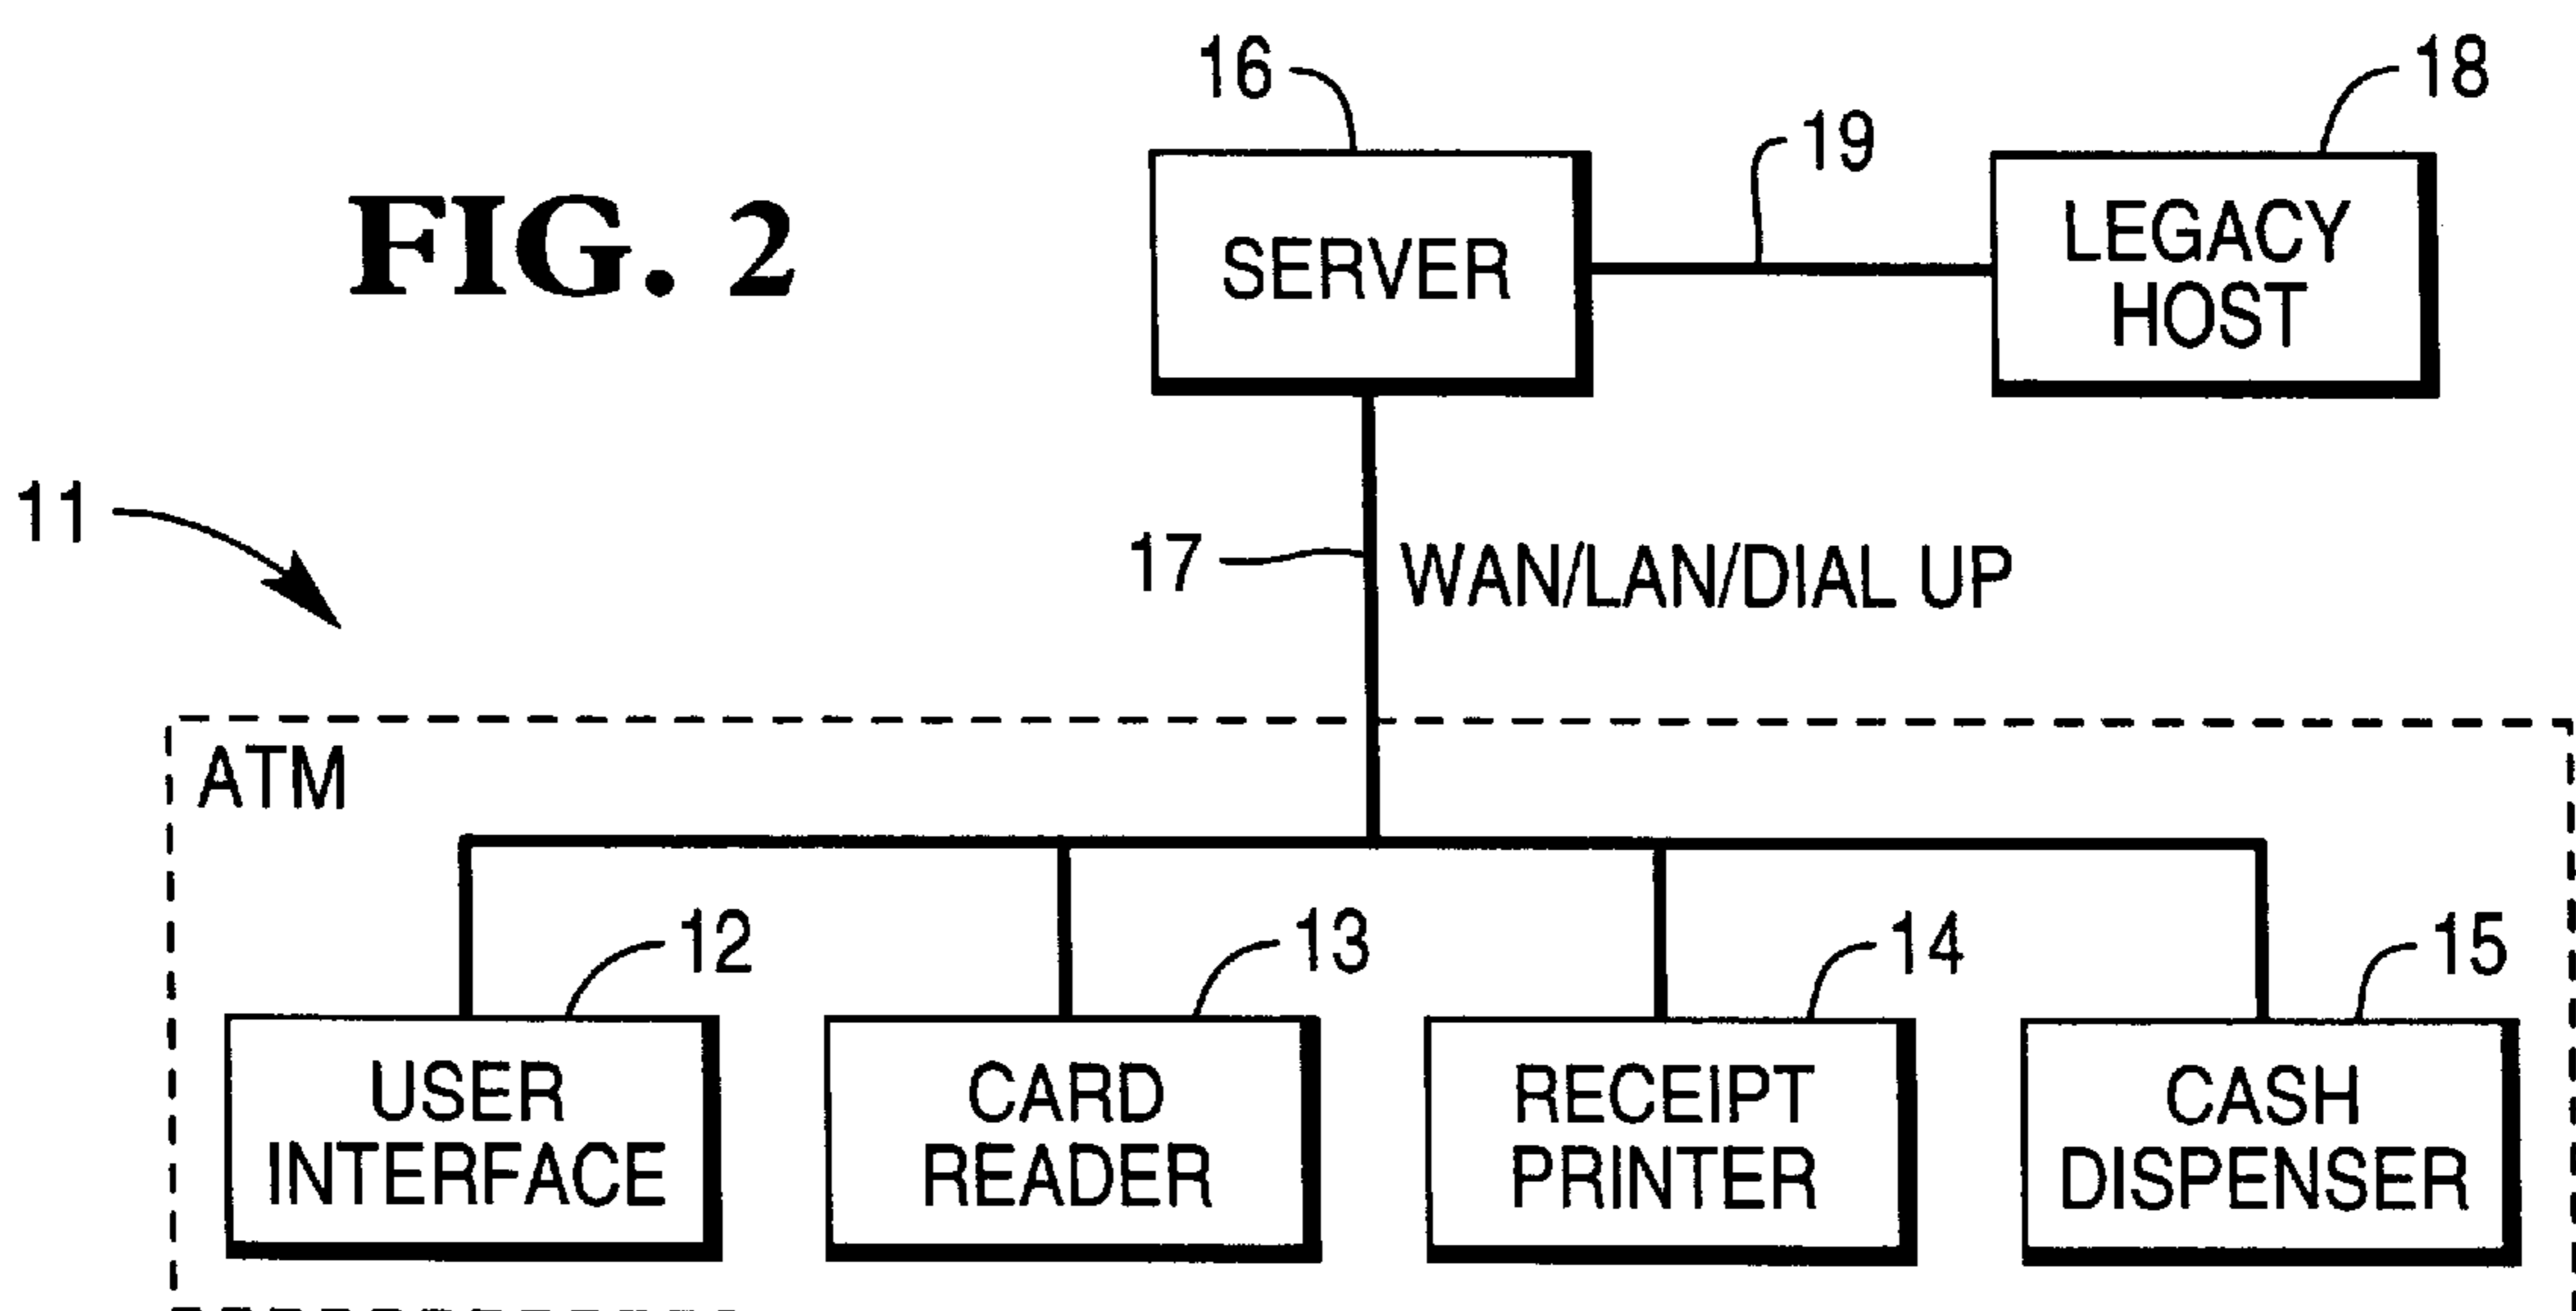 FIG. 2
16
18
19
SERVER
LEGACY
HOST
11
17
WAN/LAN/DIAL UP
ATM
12
13
14
15
USER
INTERFACE
CARD
READER
RECEIPT
PRINTER
CASH
DISPENSER